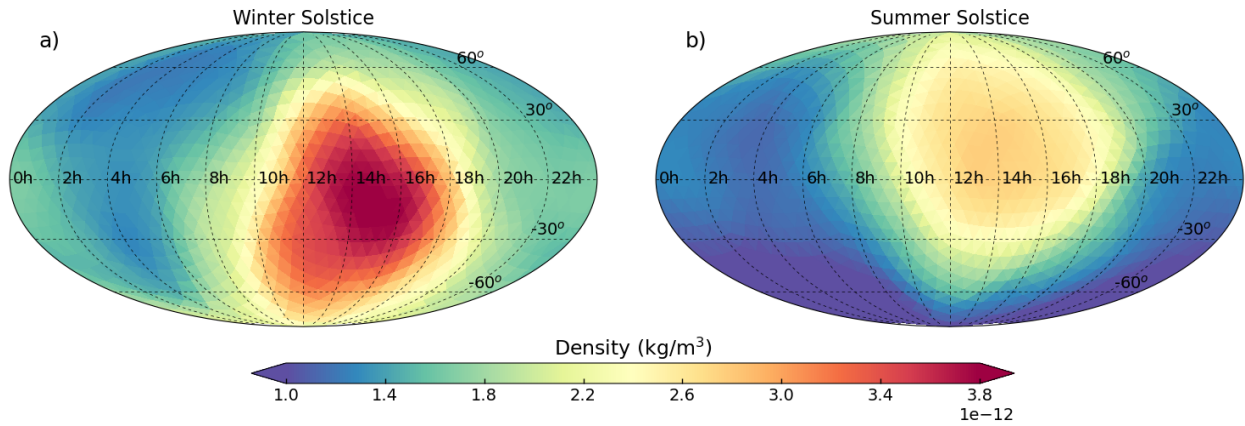 Winter Solstice
Summer Solstice
a)
b)
60°
60°
30°
30°
0h 2h 4h 6h 8h 10h 12h 14h 16h 18h 20h 22h
0h 2h 4h 6h 8h 10h 12h 14h 16h 18h 20h 22h
-30°
-30°
-60°
-60°
Density (kg/m³)
1.0 1.4 1.8 2.2 2.6 3.0 3.4 3.8
1e−12